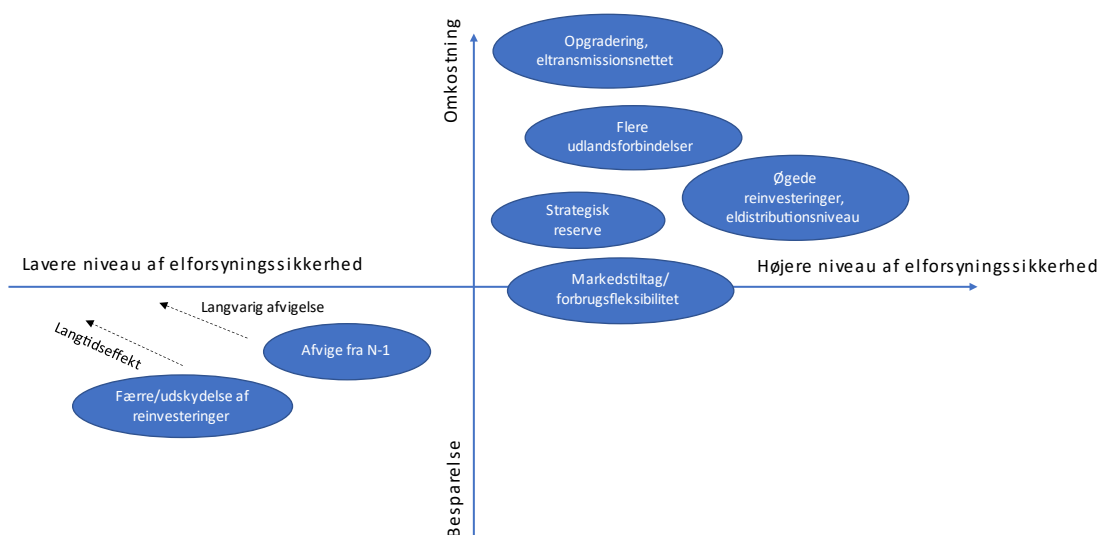 Omkostning
Opgradering,
eltransmissionsnettet
Flere
udlandsforbindelser
Øgede
reinvesteringer,
eldistributionsniveau
Strategisk
reserve
Lavere niveau af elforsyningssikkerhed
Højere niveau af elforsyningssikkerhed
Markedstiltag/
forbrugsfleksibilitet
Langvarig afvigelse
Langtidseffekt
Afvige fra N-1
Færre/udskydelse af
reinvesteringer
Besparelse